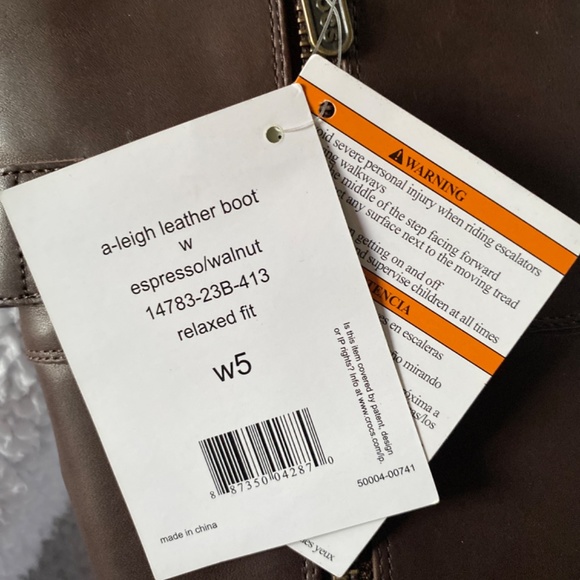 a-leigh leather boot
w
espresso/walnut
14783-23B-413
relaxed fit
w5
Is this item covered by patent, design
or IP rights? Info at www.crocs.com/ip.
8 87350 04287 0
50004-00741
made in china
WARNING
severe personal injury when riding escalators
walkways
middle of the step facing forward
any surface next to the moving tread
getting on and off
supervise children at all times
en escaleras
mirando
a
yeux